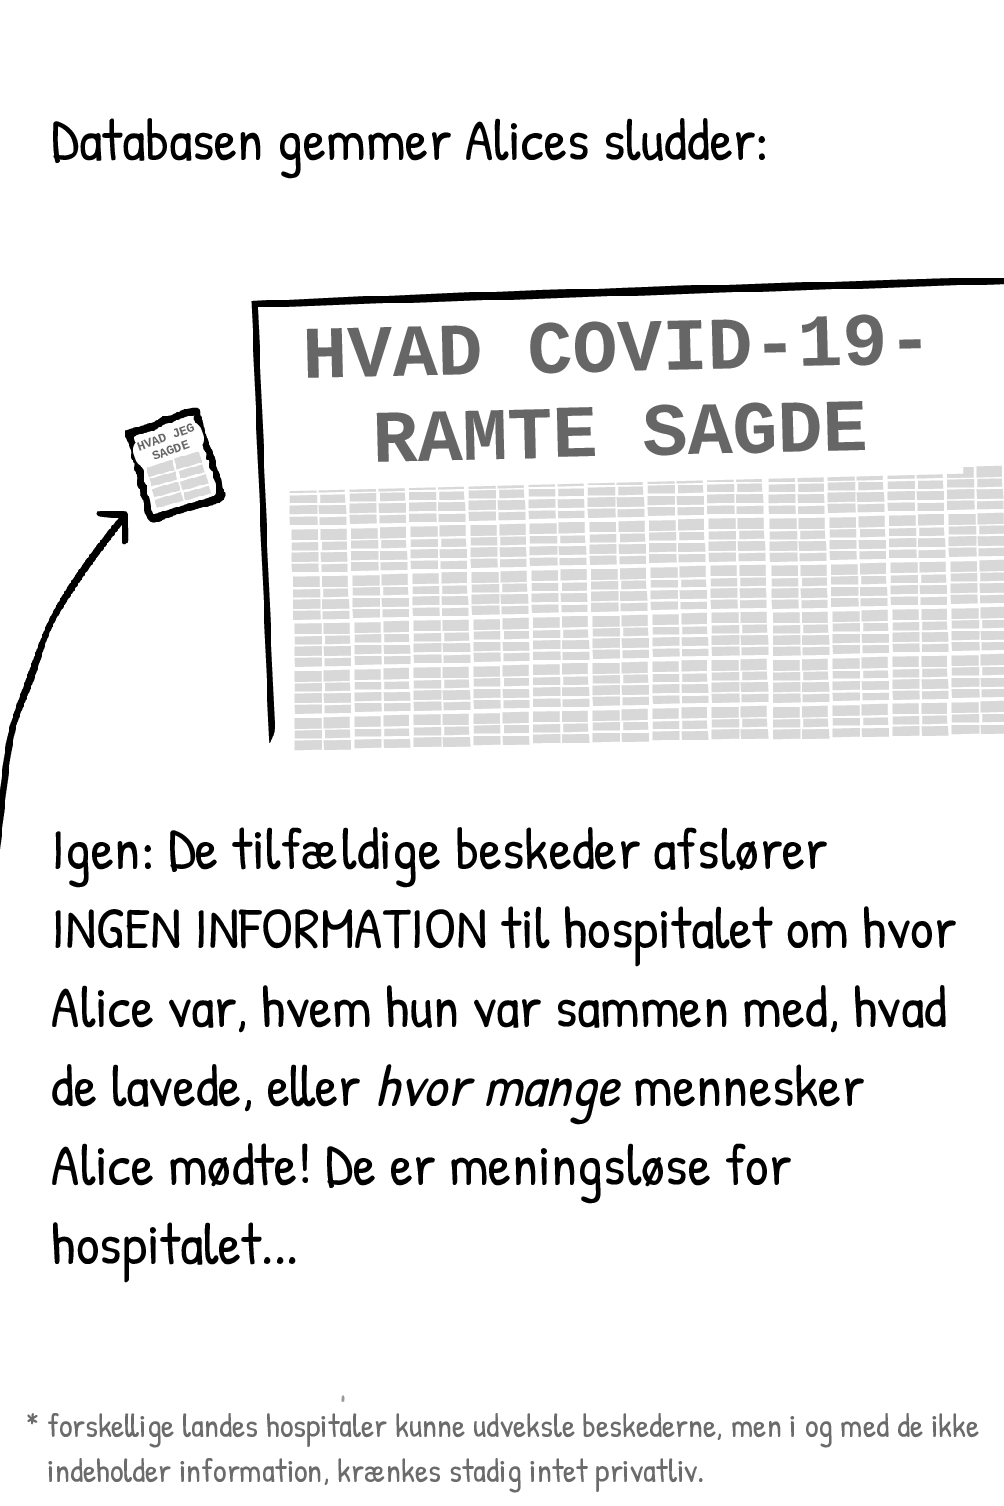 Databasen gemmer Alices sludder:
HVAD COVID-19-
RAMTE SAGDE
HVAD JEG
SAGDE
Igen: De tilfældige beskeder afslører
INGEN INFORMATION til hospitalet om hvor
Alice var, hvem hun var sammen med, hvad
de lavede, eller hvor mange mennesker
Alice mødte! De er meningsløse for
hospitalet...
* forskellige landes hospitaler kunne udveksle beskederne, men i og med de ikke
indeholder information, krænkes stadig intet privatliv.